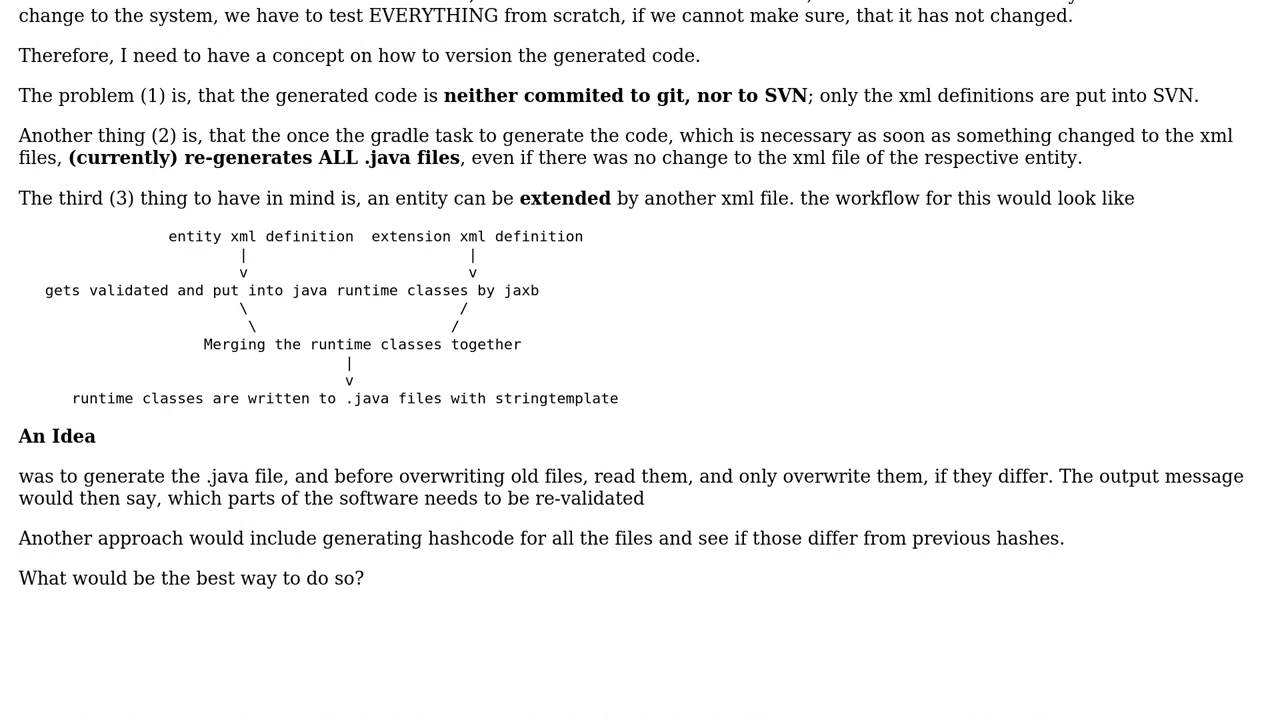 change to the system, we have to test EVERYTHING from scratch, if we cannot make sure, that it has not changed.
Therefore, I need to have a concept on how to version the generated code.
The problem (1) is, that the generated code is neither commited to git, nor to SVN; only the xml definitions are put into SVN.
Another thing (2) is, that the once the gradle task to generate the code, which is necessary as soon as something changed to the xml
files, (currently) re-generates ALL .java files, even if there was no change to the xml file of the respective entity.
The third (3) thing to have in mind is, an entity can be extended by another xml file. the workflow for this would look like
entity xml definition  extension xml definition
|                         |
v                         v
gets validated and put into java runtime classes by jaxb
\                        /
\                      /
Merging the runtime classes together
|
v
runtime classes are written to .java files with stringtemplate
An Idea
was to generate the .java file, and before overwriting old files, read them, and only overwrite them, if they differ. The output message
would then say, which parts of the software needs to be re-validated
Another approach would include generating hashcode for all the files and see if those differ from previous hashes.
What would be the best way to do so?